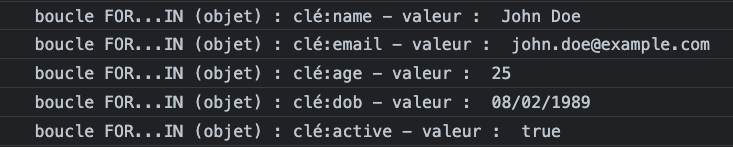 boucle FOR...IN (objet) : clé:name – valeur :  John Doe
boucle FOR...IN (objet) : clé:email – valeur :  john.doe@example.com
boucle FOR...IN (objet) : clé:age – valeur :  25
boucle FOR...IN (objet) : clé:dob – valeur :  08/02/1989
boucle FOR...IN (objet) : clé:active – valeur :  true